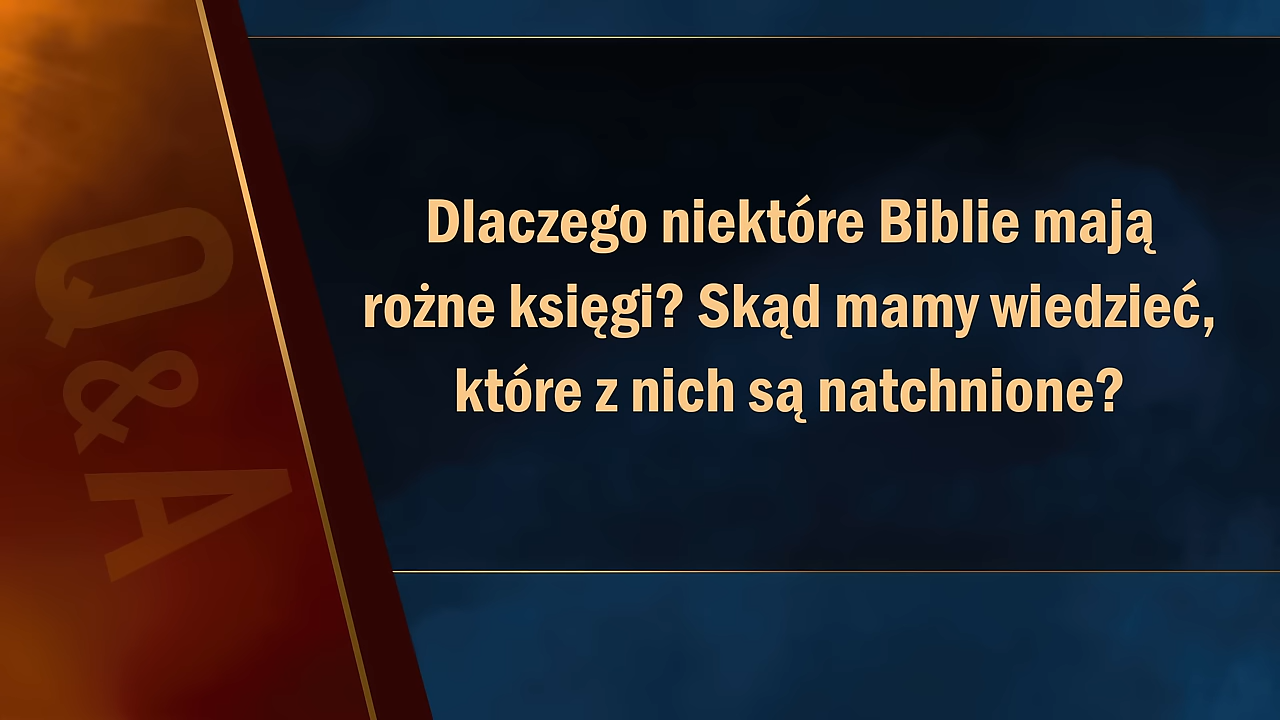 Q & A
Dlaczego niektóre Biblie mają
rożne księgi? Skąd mamy wiedzieć,
które z nich są natchnione?